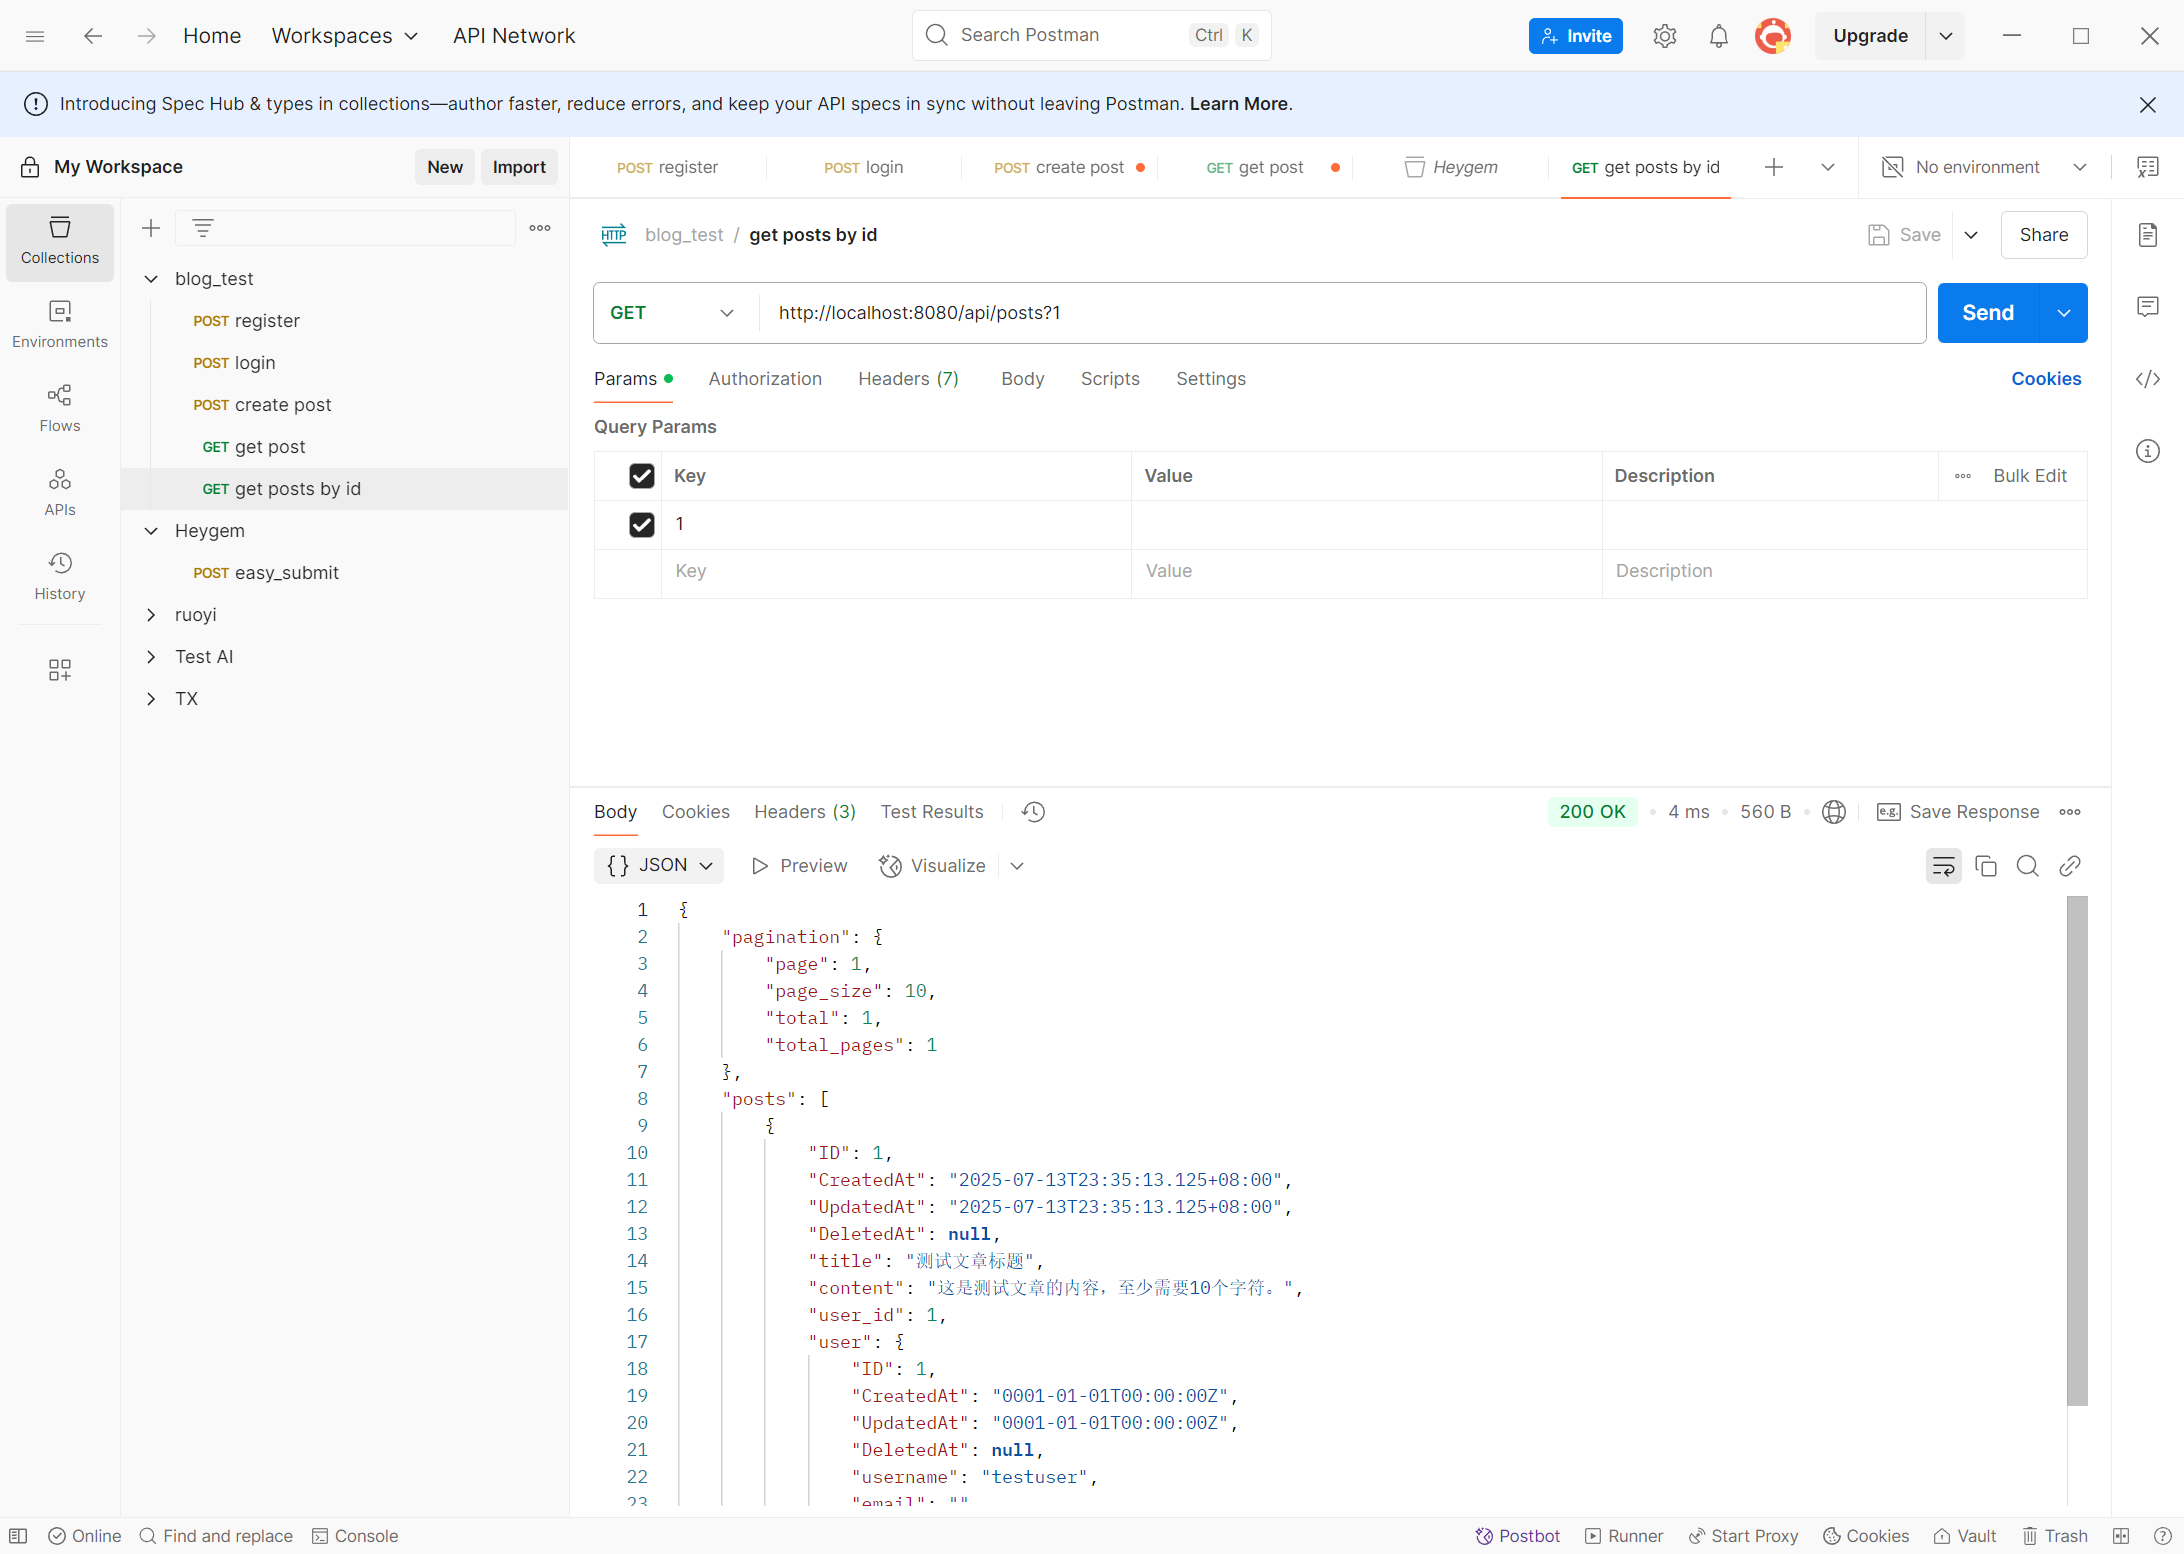 Home Workspaces API Network Search Postman Ctrl K Invite Upgrade
Introducing Spec Hub & types in collections—author faster, reduce errors, and keep your API specs in sync without leaving Postman. Learn More.
My Workspace New Import
POST register POST login POST create post GET get post Heygem GET get posts by id No environment
Collections
Environments
Flows
APIs
History
blog_test
POST register
POST login
POST create post
GET get post
GET get posts by id
Heygem
POST easy_submit
ruoyi
Test AI
TX
HTTP blog_test / get posts by id Save Share
GET http://localhost:8080/api/posts?1 Send
Params Authorization Headers (7) Body Scripts Settings Cookies
Query Params
Key Value Description Bulk Edit
1
Key Value Description
Body Cookies Headers (3) Test Results 200 OK 4 ms 560 B e.g. Save Response
{} JSON Preview Visualize
1 {
2 "pagination": {
3 "page": 1,
4 "page_size": 10,
5 "total": 1,
6 "total_pages": 1
7 },
8 "posts": [
9 {
10 "ID": 1,
11 "CreatedAt": "2025-07-13T23:35:13.125+08:00",
12 "UpdatedAt": "2025-07-13T23:35:13.125+08:00",
13 "DeletedAt": null,
14 "title": "测试文章标题",
15 "content": "这是测试文章的内容，至少需要10个字符。",
16 "user_id": 1,
17 "user": {
18 "ID": 1,
19 "CreatedAt": "0001-01-01T00:00:00Z",
20 "UpdatedAt": "0001-01-01T00:00:00Z",
21 "DeletedAt": null,
22 "username": "testuser",
23 "email": ""
Online Find and replace Console Postbot Runner Start Proxy Cookies Vault Trash